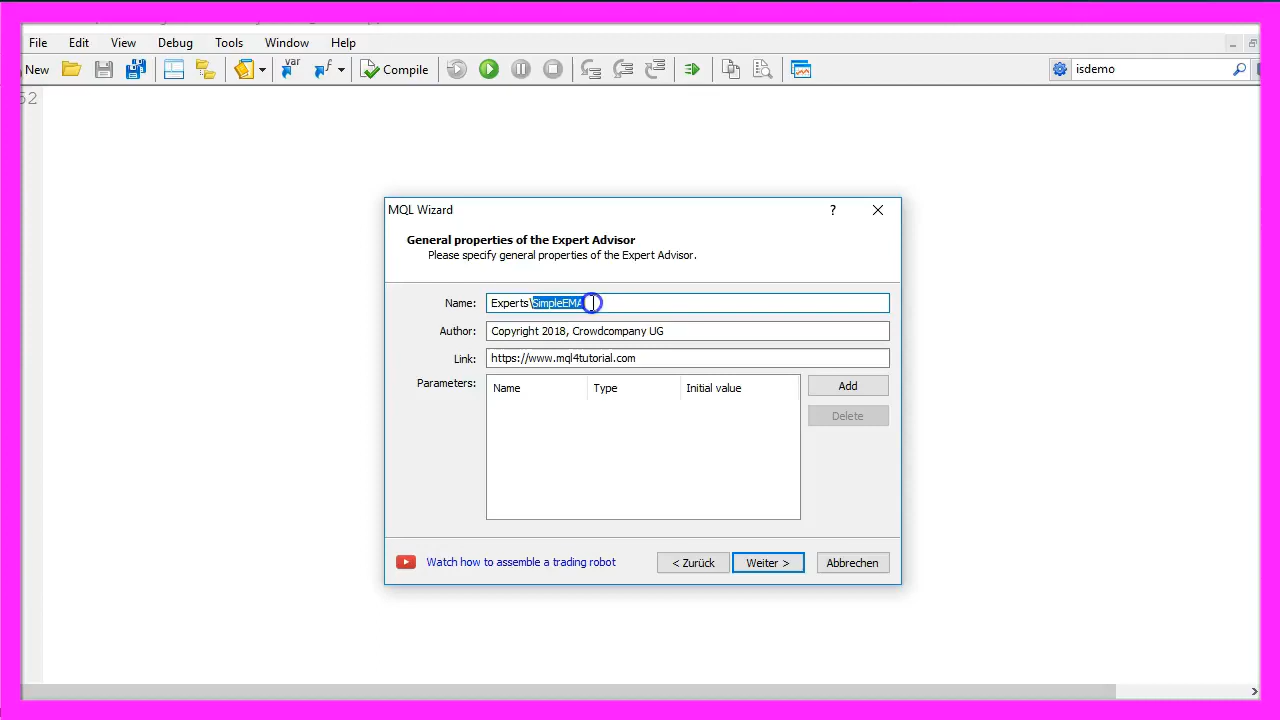 File Edit View Debug Tools Window Help
New Compile isdemo
52
MQL Wizard ?
General properties of the Expert Advisor
Please specify general properties of the Expert Advisor.
Name: Experts\SimpleEMA
Author: Copyright 2018, Crowdcompany UG
Link: https://www.mql4tutorial.com
Parameters: Name Type Initial value Add
Delete
Watch how to assemble a trading robot < Zurück Weiter > Abbrechen